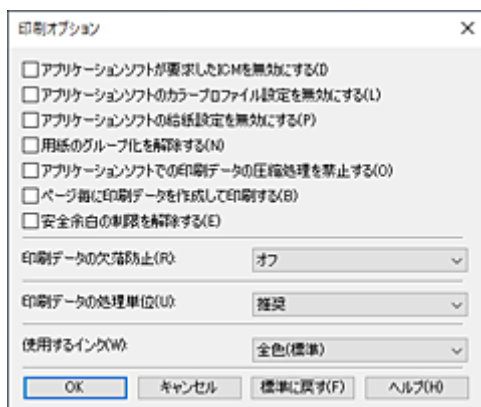 印刷オプション
アプリケーションソフトが要求したICMを無効にする(I
アプリケーションソフトのカラープロファイル設定を無効にする(L)
アプリケーションソフトの給紙設定を無効にする(P)
用紙のグループ化を解除する(N)
アプリケーションソフトでの印刷データの圧縮処理を禁止する(O)
ページ毎に印刷データを作成して印刷する(B)
安全余白の制限を解除する(E)
印刷データの欠落防止(R): オフ
印刷データの処理単位(U): 推奨
使用するインク(W): 全色(標準)
OK キャンセル 標準に戻す(F) ヘルプ(H)